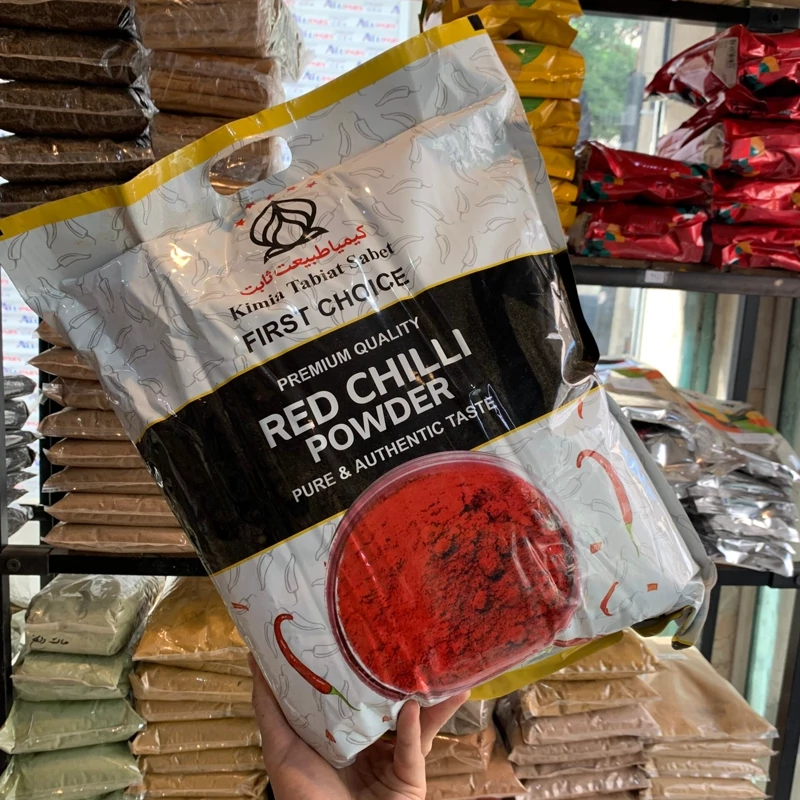 کیمیا طبیعت ثابت
Kimia Tabiat Sabet
FIRST CHOICE
PREMIUM QUALITY
RED CHILLI
POWDER
PURE & AUTHENTIC TASTE